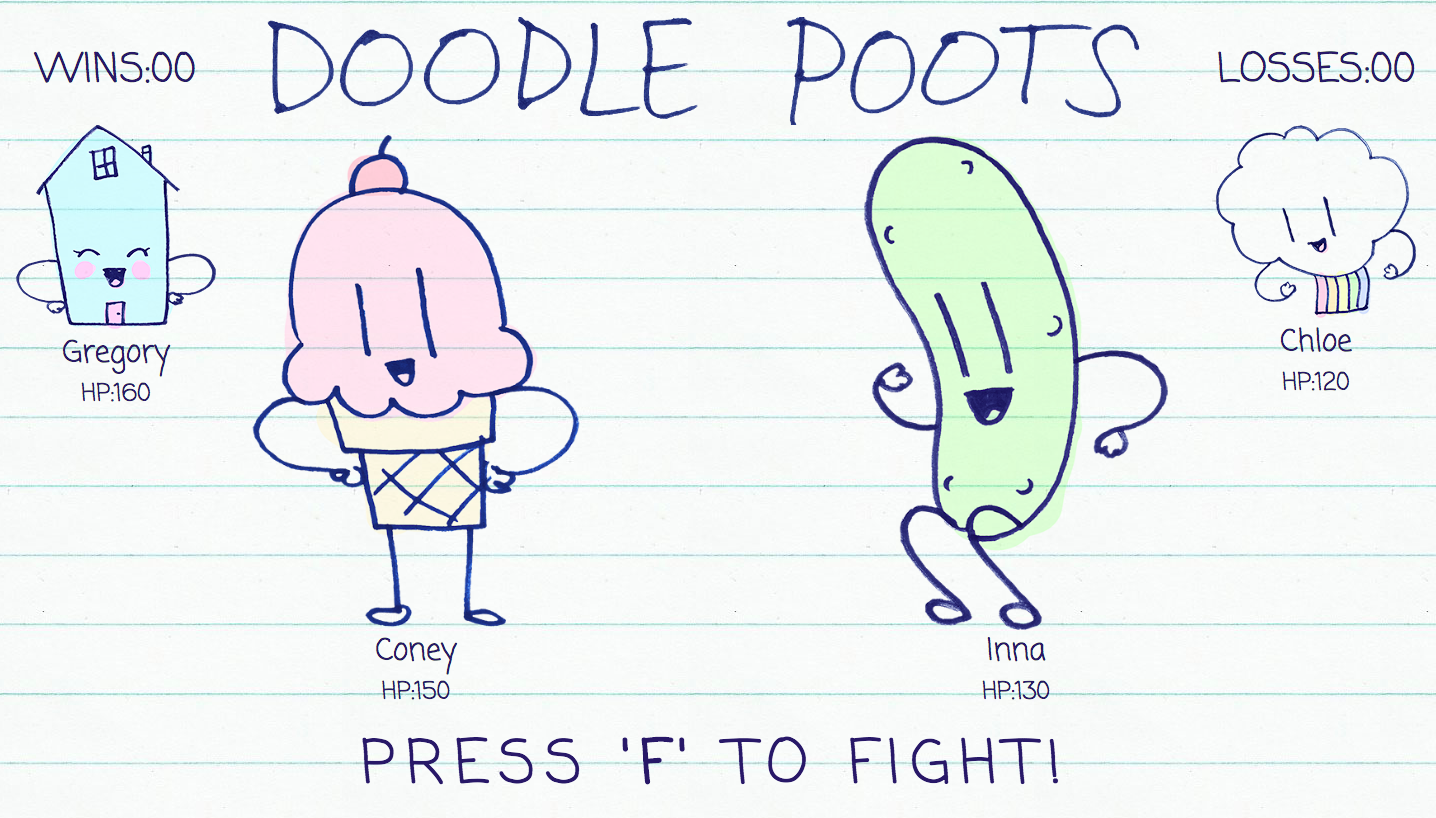 DOODLE POOTS
WINS:00
LOSSES:00
Gregory
HP:160
Chloe
HP:120
Coney
HP:150
Inna
HP:130
PRESS 'F' TO FIGHT!